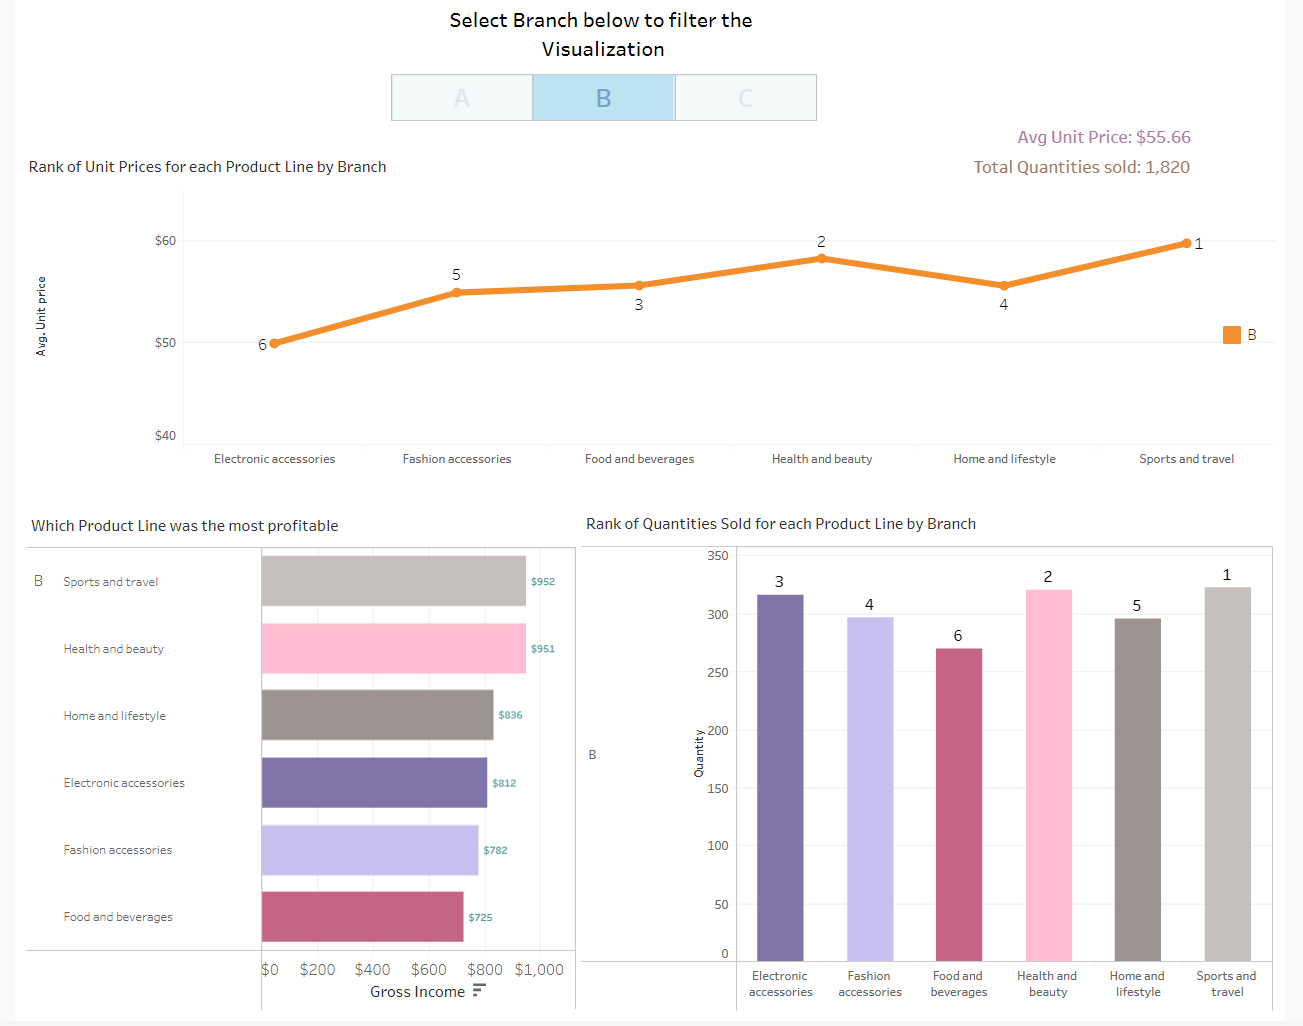 Select Branch below to filter the
Visualization
A B C
Avg Unit Price: $55.66
Total Quantities sold: 1,820
Rank of Unit Prices for each Product Line by Branch
Avg. Unit price
$60
$50
$40
6
5
3
2
4
1
B
Electronic accessories
Fashion accessories
Food and beverages
Health and beauty
Home and lifestyle
Sports and travel
Which Product Line was the most profitable
B
Sports and travel $952
Health and beauty $951
Home and lifestyle $836
Electronic accessories $812
Fashion accessories $782
Food and beverages $725
$0 $200 $400 $600 $800 $1,000
Gross Income
Rank of Quantities Sold for each Product Line by Branch
B
Quantity
350
300
250
200
150
100
50
0
3
4
6
2
5
1
Electronic
accessories
Fashion
accessories
Food and
beverages
Health and
beauty
Home and
lifestyle
Sports and
travel